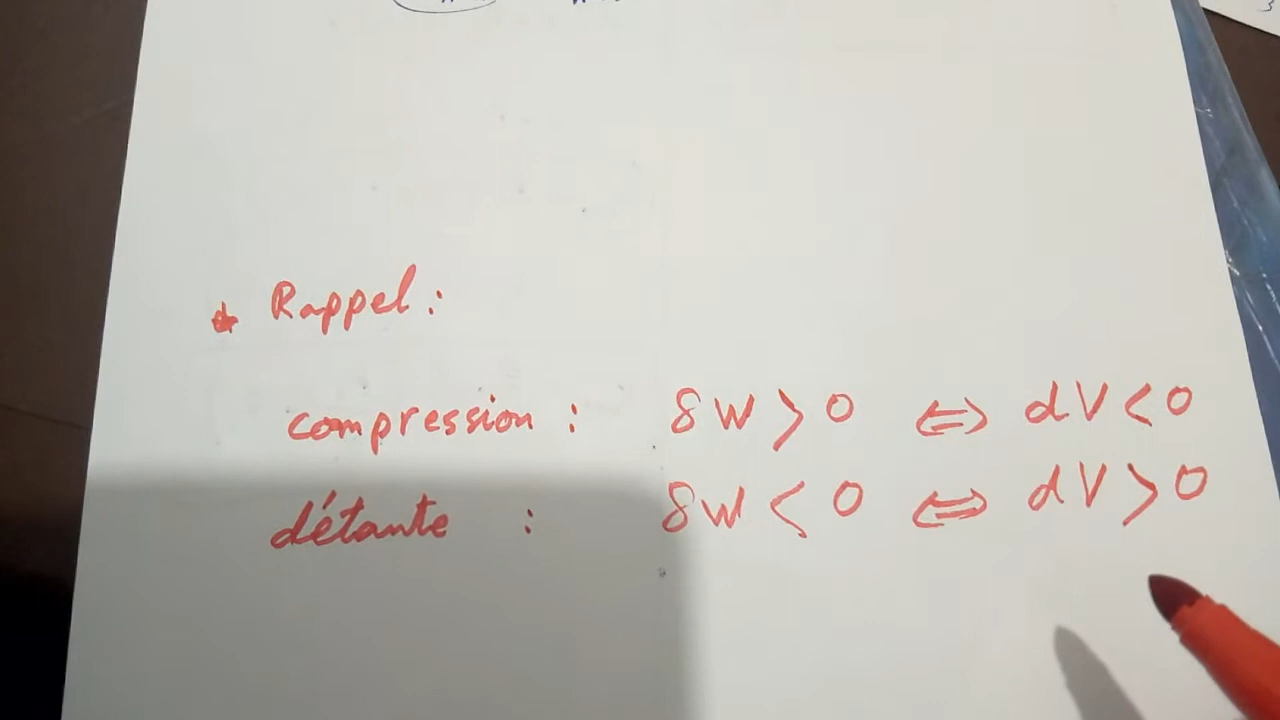 * Rappel :
compression : δW > 0 ⇔ dV < 0
détante : δW < 0 ⇔ dV > 0